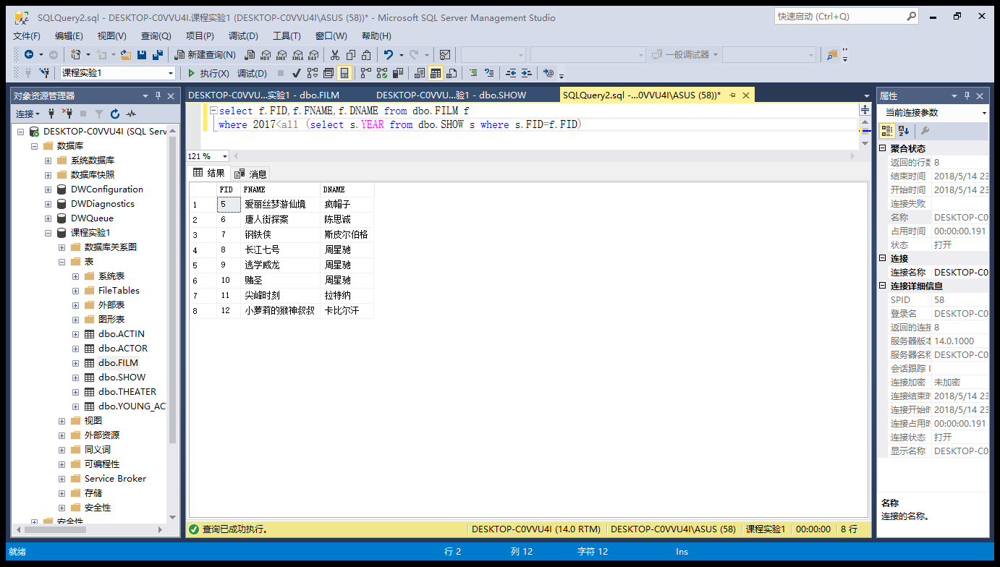 SQLQuery2.sql - DESKTOP-C0VVU4I.课程实验1 (DESKTOP-C0VVU4I\ASUS (58))* - Microsoft SQL Server Management Studio
快速启动 (Ctrl+Q)
文件(F) 编辑(E) 视图(V) 查询(Q) 项目(P) 调试(D) 工具(T) 窗口(W) 帮助(H)
新建查询(N) MDX DMX XMLA DAX 一般调试器
课程实验1 执行(X) 调试(D)
对象资源管理器
连接
DESKTOP-C0VVU4I (SQL Serv
数据库
系统数据库
数据库快照
DWConfiguration
DWDiagnostics
DWQueue
课程实验1
数据库关系图
表
系统表
FileTables
外部表
图形表
dbo.ACTIN
dbo.ACTOR
dbo.FILM
dbo.SHOW
dbo.THEATER
dbo.YOUNG_AC
视图
外部资源
同义词
可编程性
Service Broker
存储
安全性
安全性
DESKTOP-C0VVU...实验1 - dbo.FILM DESKTOP-C0VVU...验1 - dbo.SHOW SQLQuery2.sql -...0VVU4I\ASUS (58))*
select f.FID,f.FNAME,f.DNAME from dbo.FILM f
where 2017<all (select s.YEAR from dbo.SHOW s where s.FID=f.FID)
121 %
结果 消息
FID FNAME DNAME
1 5 爱丽丝梦游仙境 疯帽子
2 6 唐人街探案 陈思诚
3 7 钢铁侠 斯皮尔伯格
4 8 长江七号 周星驰
5 9 逃学威龙 周星驰
6 10 赌圣 周星驰
7 11 尖峰时刻 拉特纳
8 12 小萝莉的猴神叔叔 卡比尔汗
查询已成功执行。 DESKTOP-C0VVU4I (14.0 RTM) DESKTOP-C0VVU4I\ASUS (58) 课程实验1 00:00:00 8 行
属性
当前连接参数
聚合状态
返回的行数 8
结束时间 2018/5/14 23
开始时间 2018/5/14 23
连接失败
名称 DESKTOP-C0
占用时间 00:00:00.191
状态 打开
连接
连接名称 DESKTOP-C0
连接详细信息
SPID 58
登录名 DESKTOP-C0
返回的连接 8
服务器版本 14.0.1000
服务器名称 DESKTOP-C0
会话跟踪 I
连接加密 未加密
连接结束时 2018/5/14 23
连接开始时 2018/5/14 23
连接占用时 00:00:00.191
连接状态 打开
显示名称 DESKTOP-C0
名称
连接的名称。
就绪 行 2 列 12 字符 12 Ins